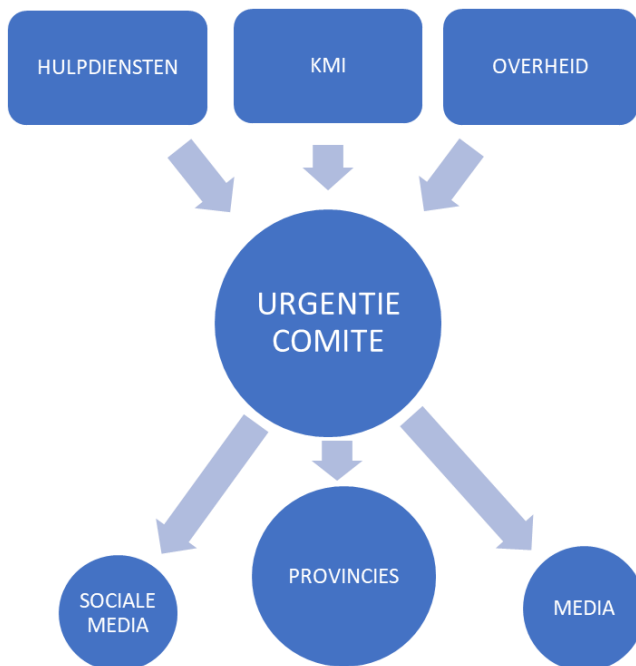 HULPDIENSTEN
KMI
OVERHEID
URGENTIE
COMITE
SOCIALE
MEDIA
PROVINCIES
MEDIA